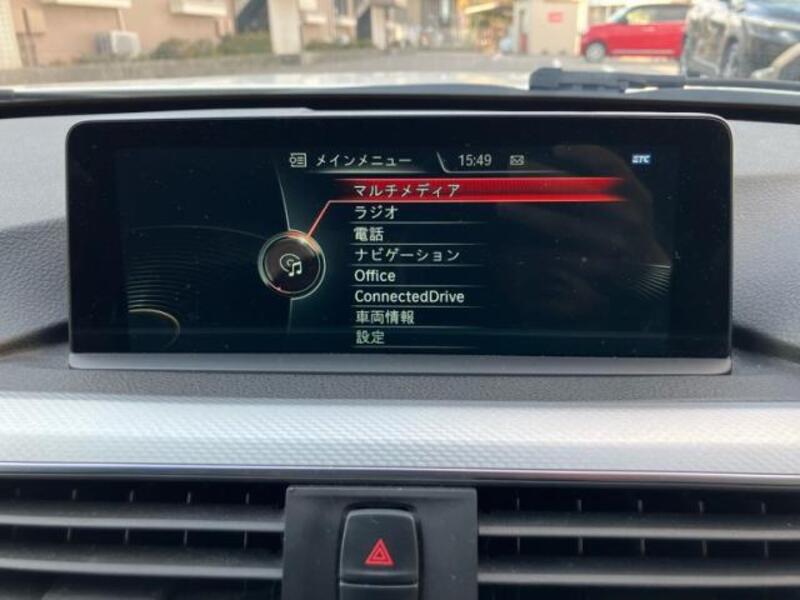 メインメニュー 15:49 ETC
マルチメディア
ラジオ
電話
ナビゲーション
Office
ConnectedDrive
車両情報
設定